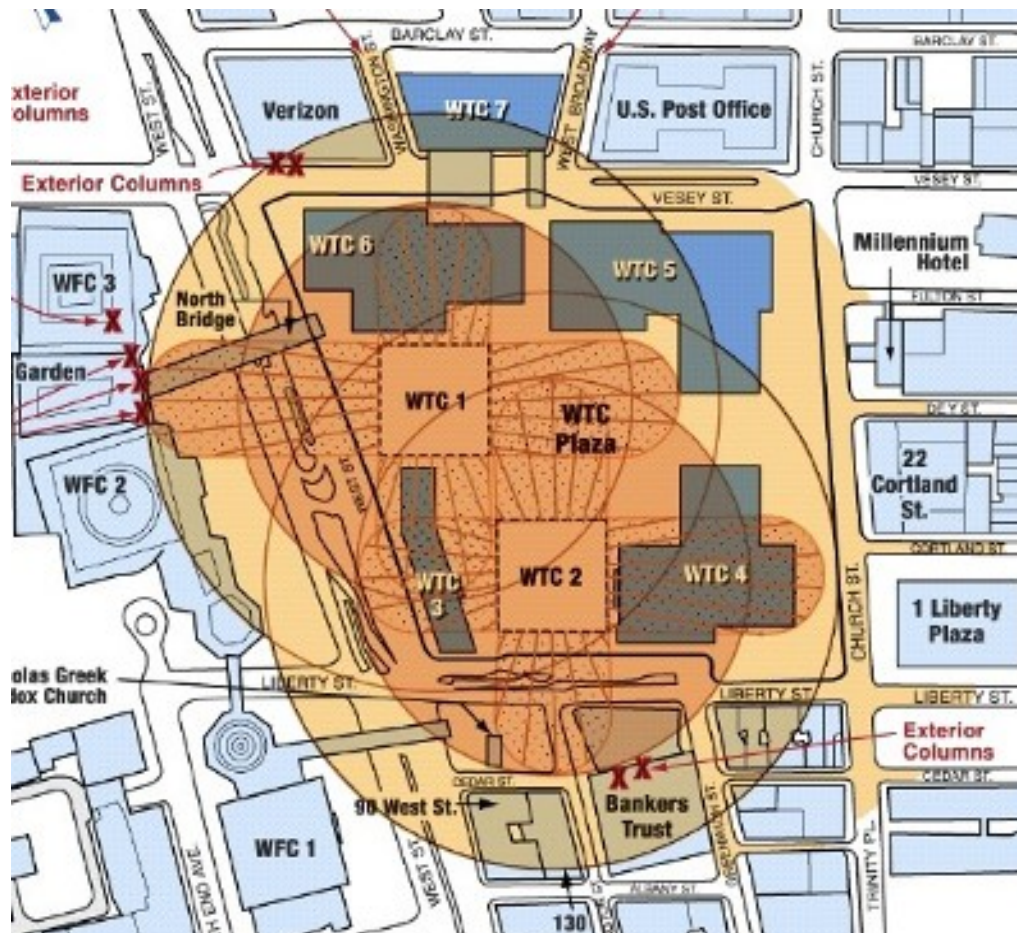 BARCLAY ST.
BARCLAY ST.
WASHINGTON ST.
WEST BROADWAY
CHURCH ST.
WEST ST.
xterior
olumns
Verizon
WTC 7
U.S. Post Office
Exterior Columns
VESEY ST.
VESEY ST.
WTC 6
WTC 5
Millennium
Hotel
WFC 3
North
Bridge
FULTON ST
Garden
WTC 1
WTC
Plaza
DEY ST.
WFC 2
WEST ST.
22
Cortland
St.
CORTLAND ST.
WTC
3
WTC 2
WTC 4
CHURCH ST.
1 Liberty
Plaza
olas Greek
dox Church
LIBERTY ST.
LIBERTY ST.
LIBERTY ST.
Exterior
Columns
CEDAR ST.
CEDAR ST.
90 West St.
Bankers
Trust
WFC 1
WEST ST.
H END AVE.
ALBANY ST.
TRINITY PL.
130